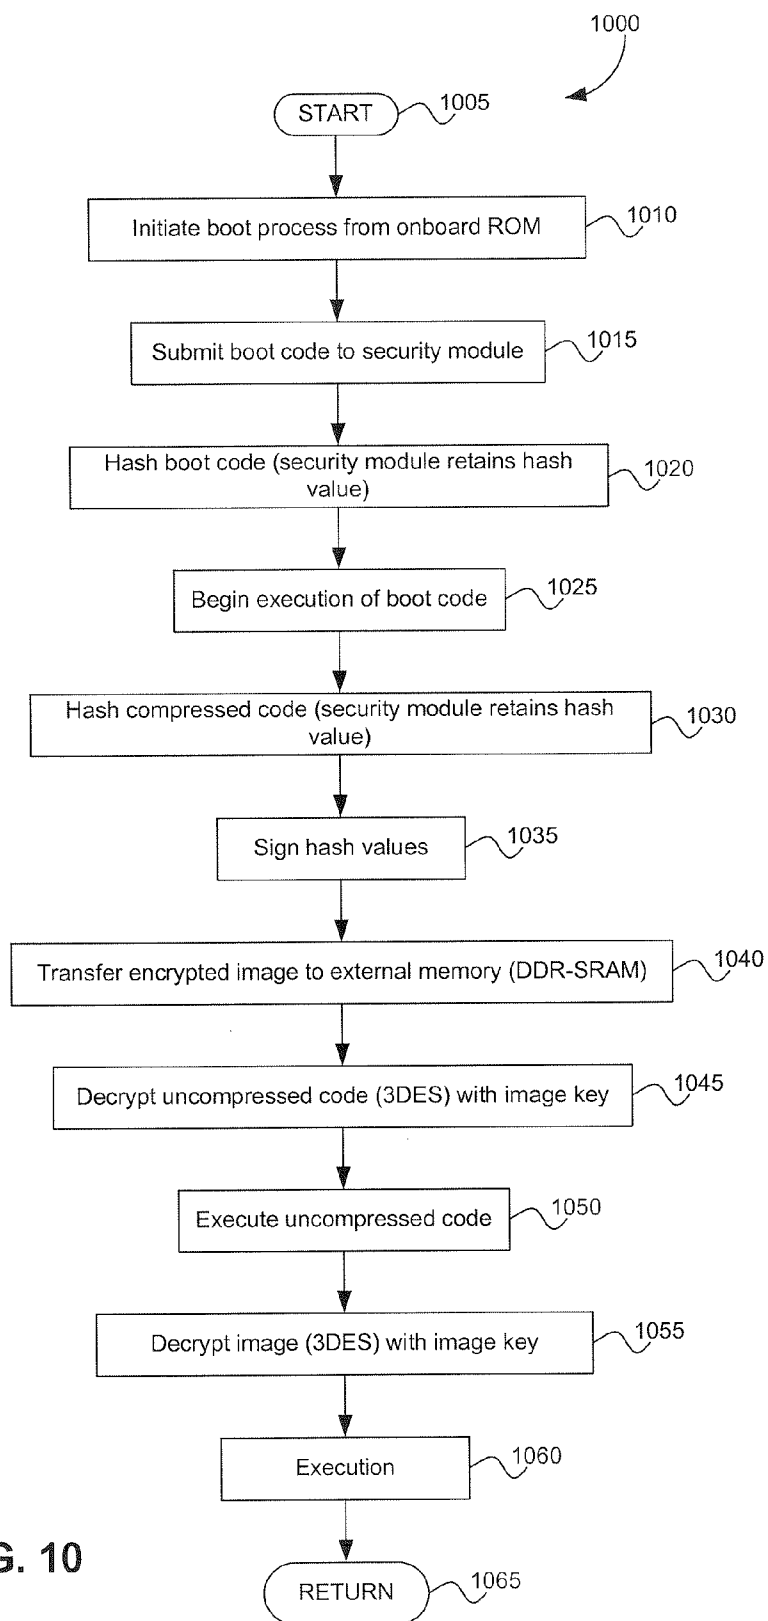 1000
START
1005
Initiate boot process from onboard ROM
1010
Submit boot code to security module
1015
Hash boot code (security module retains hash
value)
1020
Begin execution of boot code
1025
Hash compressed code (security module retains hash
value)
1030
Sign hash values
1035
Transfer encrypted image to external memory (DDR-SRAM)
1040
Decrypt uncompressed code (3DES) with image key
1045
Execute uncompressed code
1050
Decrypt image (3DES) with image key
1055
Execution
1060
G. 10
RETURN
1065